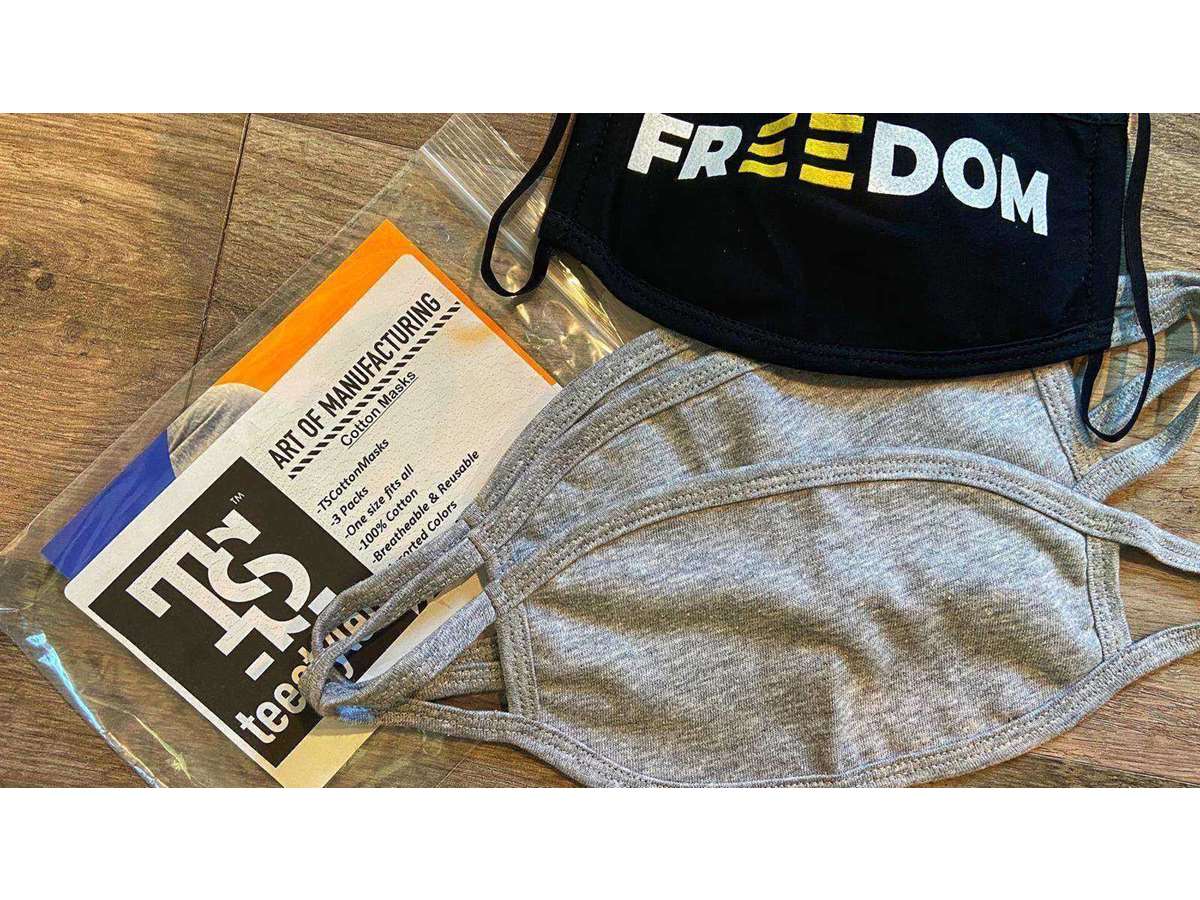 FREEDOM
ART OF MANUFACTURING
Cotton Masks
-TSCottonMasks
-3 Packs
-One size fits all
-100% Cotton
-Breatheable & Reusable
Colors
TS
™